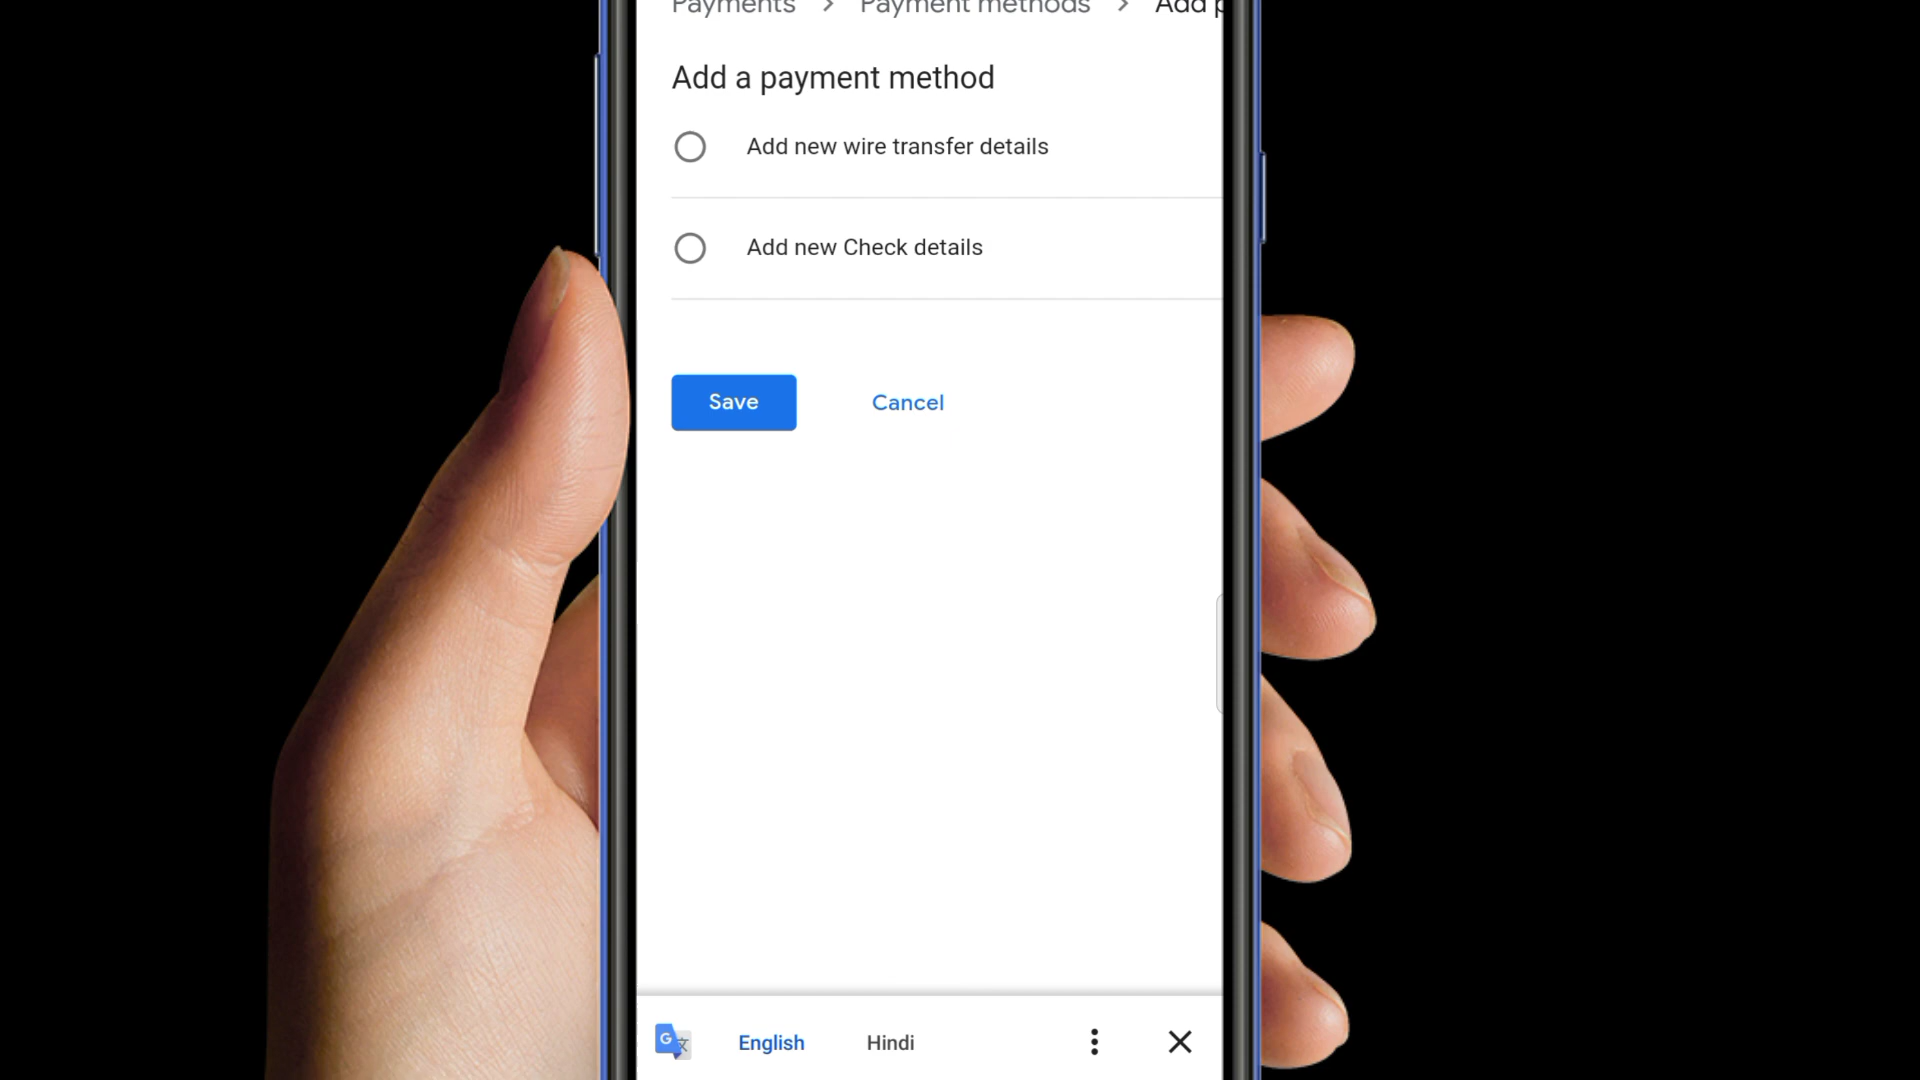 Payments > Payment methods > Add p
Add a payment method
Add new wire transfer details
Add new Check details
Save Cancel
G 文 English Hindi